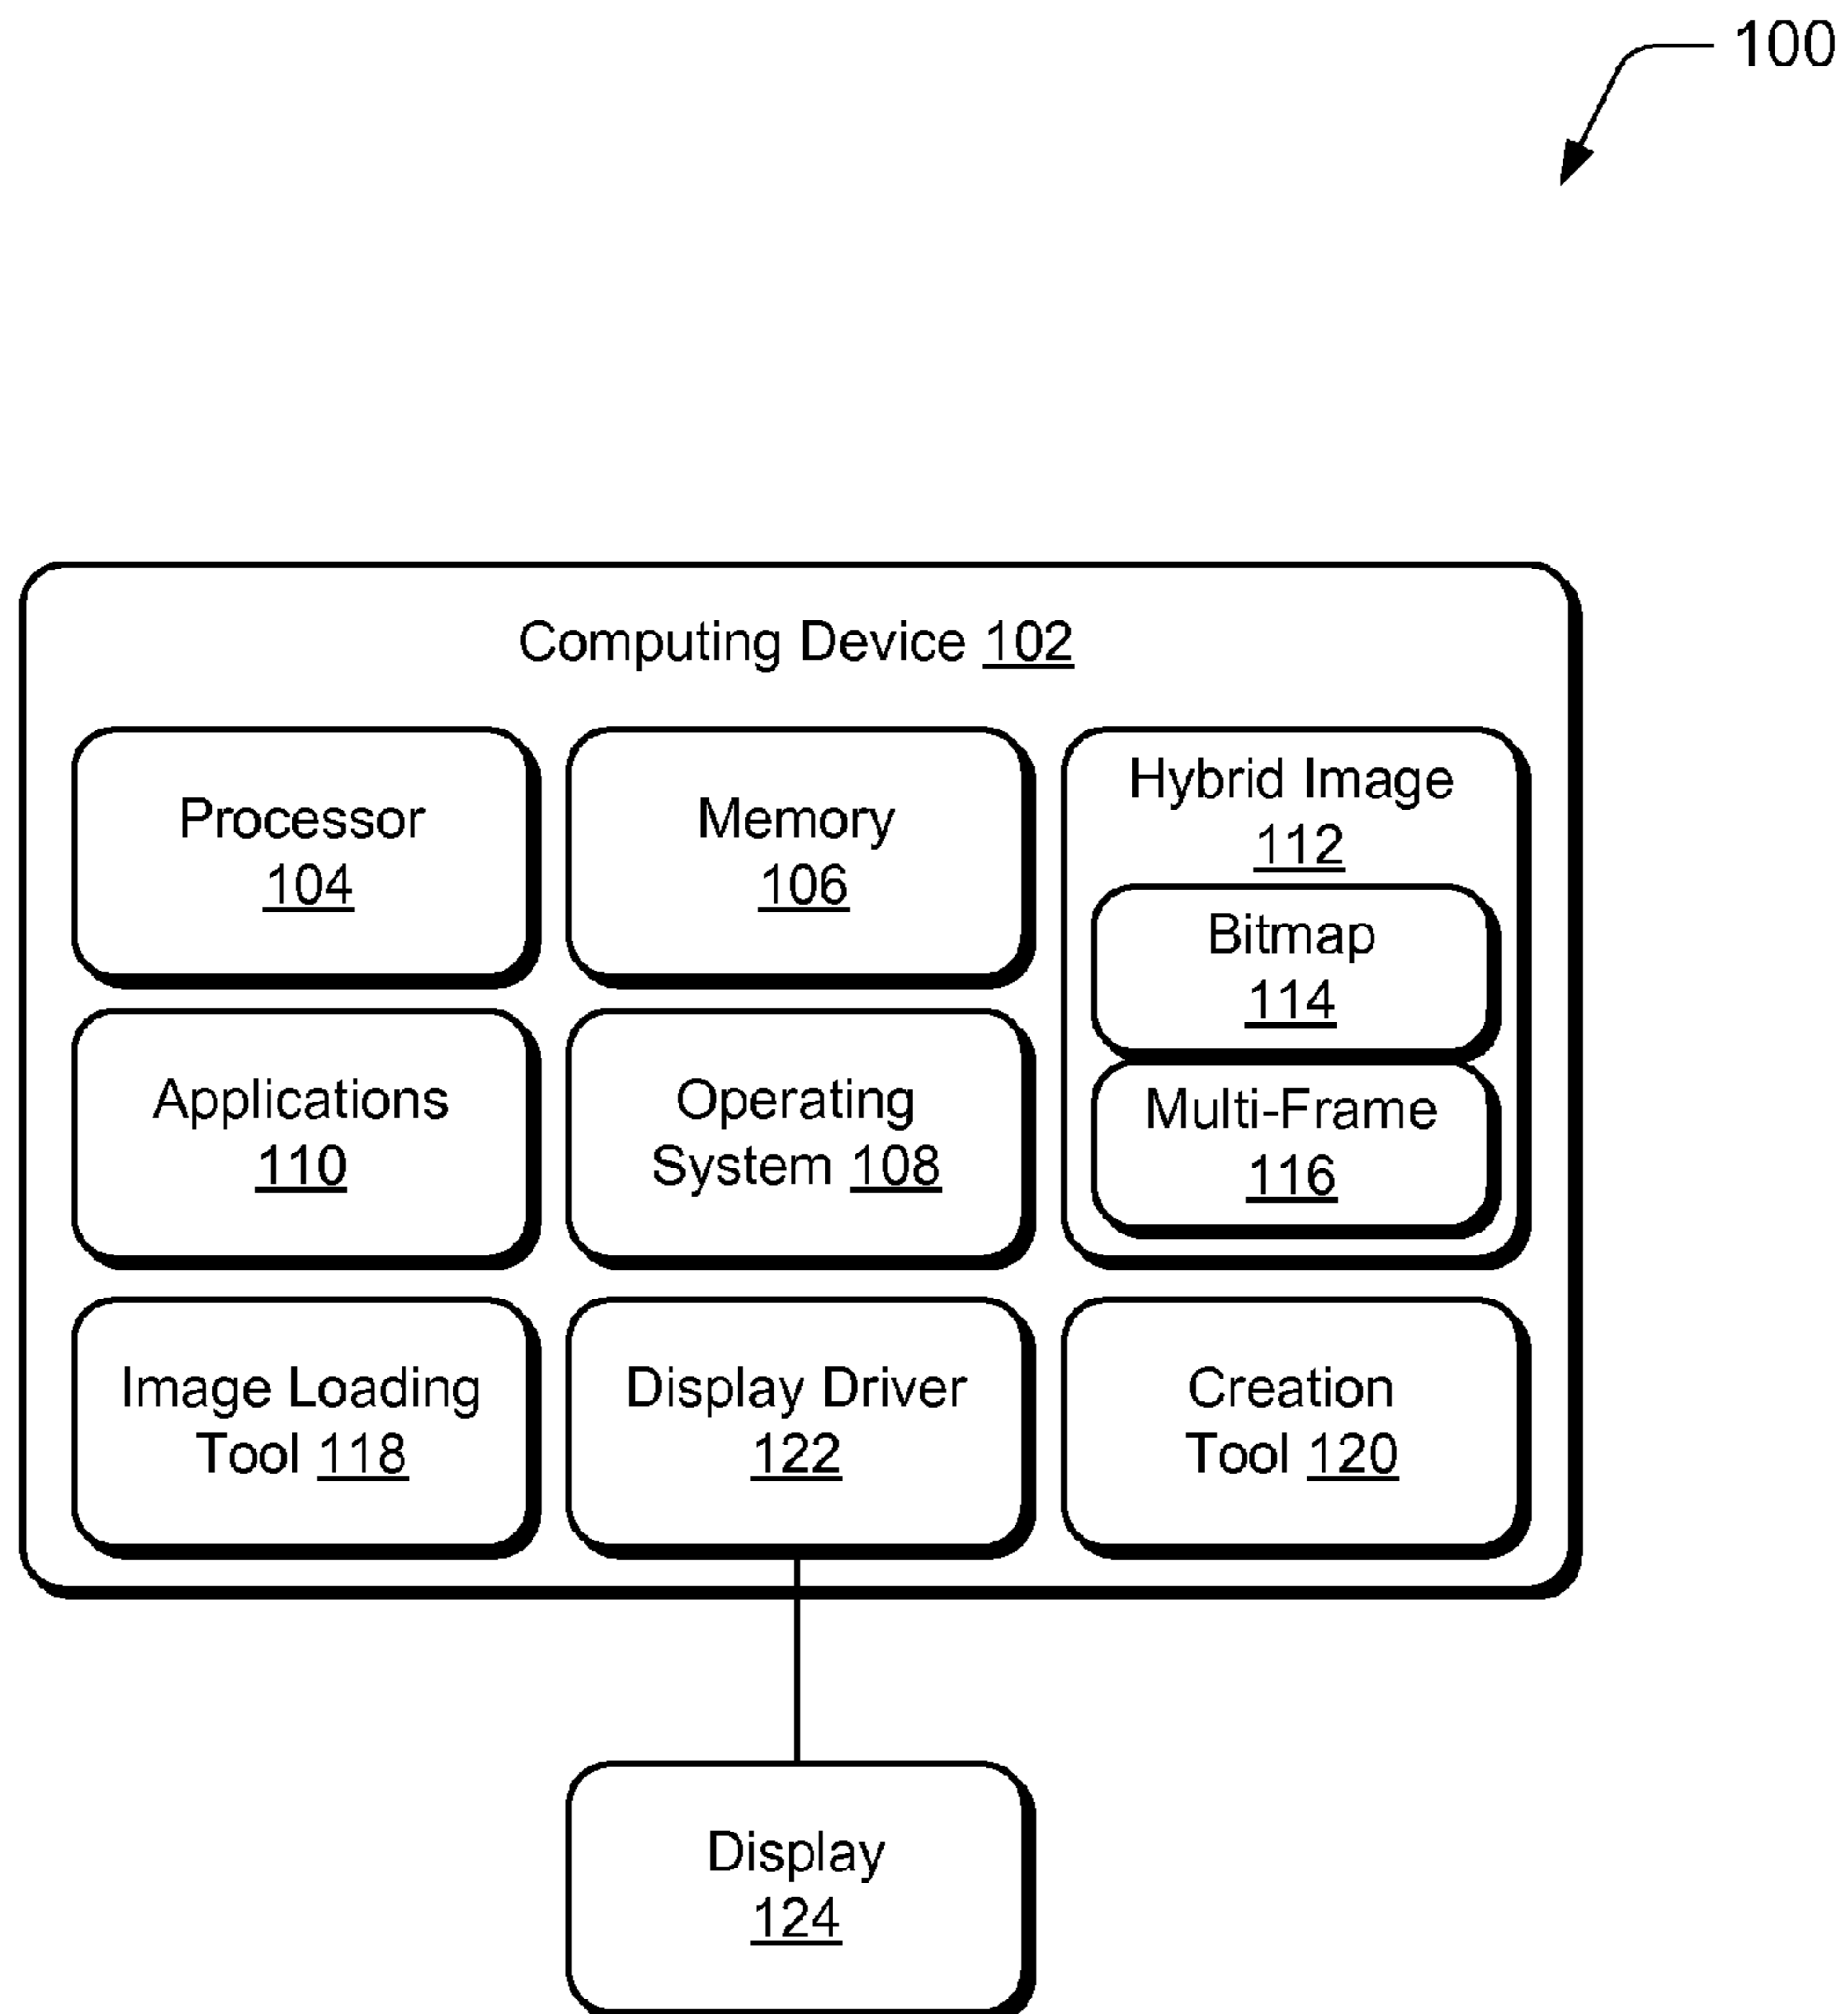 100
Computing Device 102
Processor
104
Memory
106
Hybrid Image
112
Bitmap
114
Multi-Frame
116
Applications
110
Operating
System 108
Image Loading
Tool 118
Display Driver
122
Creation
Tool 120
Display
124